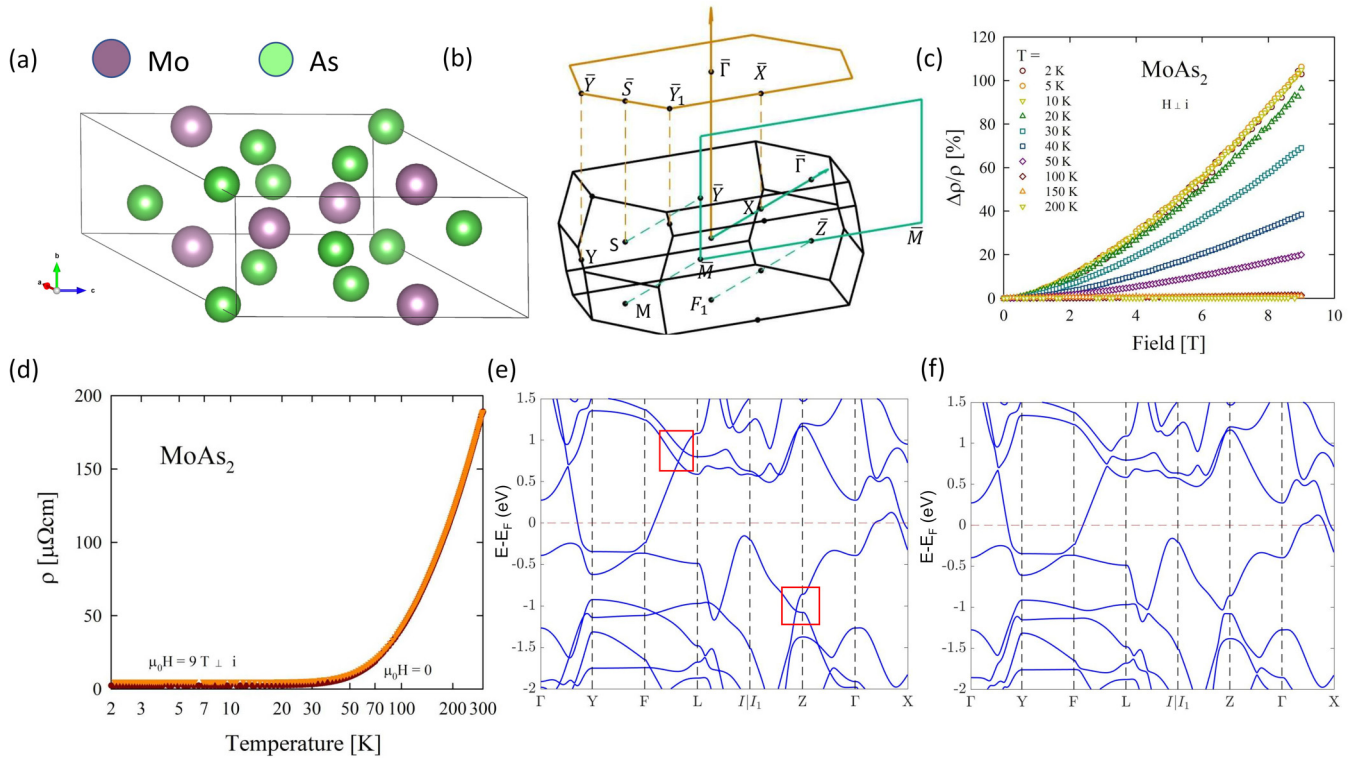 (a)
Mo
As
a
b
c
(b)
Γ̄
Ȳ
S̄
Ȳ₁
X̄
Γ̄
Ȳ
X
S
Z̄
Y
M̄
M̄
M
F₁
(c)
120
100
80
60
40
20
0
Δρ/ρ [%]
T =
2 K
5 K
10 K
20 K
30 K
40 K
50 K
100 K
150 K
200 K
MoAs₂
H ⊥ i
0 2 4 6 8 10
Field [T]
(d)
200
150
100
50
0
ρ [μΩcm]
MoAs₂
μ₀H = 9 T ⊥ i
μ₀H = 0
2 3 5 7 10 20 30 50 70 100 200 300
Temperature [K]
(e)
1.5
1
0.5
0
-0.5
-1
-1.5
-2
E-E_F (eV)
Γ Y F L I|I₁ Z Γ X
(f)
1.5
1
0.5
0
-0.5
-1
-1.5
-2
E-E_F (eV)
Γ Y F L I|I₁ Z Γ X